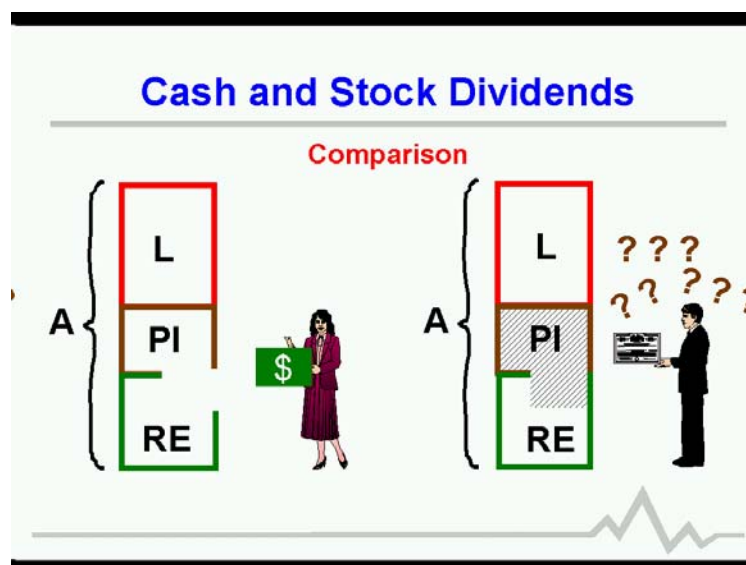 Cash and Stock Dividends
Comparison
L
A
PI
$
RE
L
? ? ?
? ? ? ? ?
A
PI
RE
?